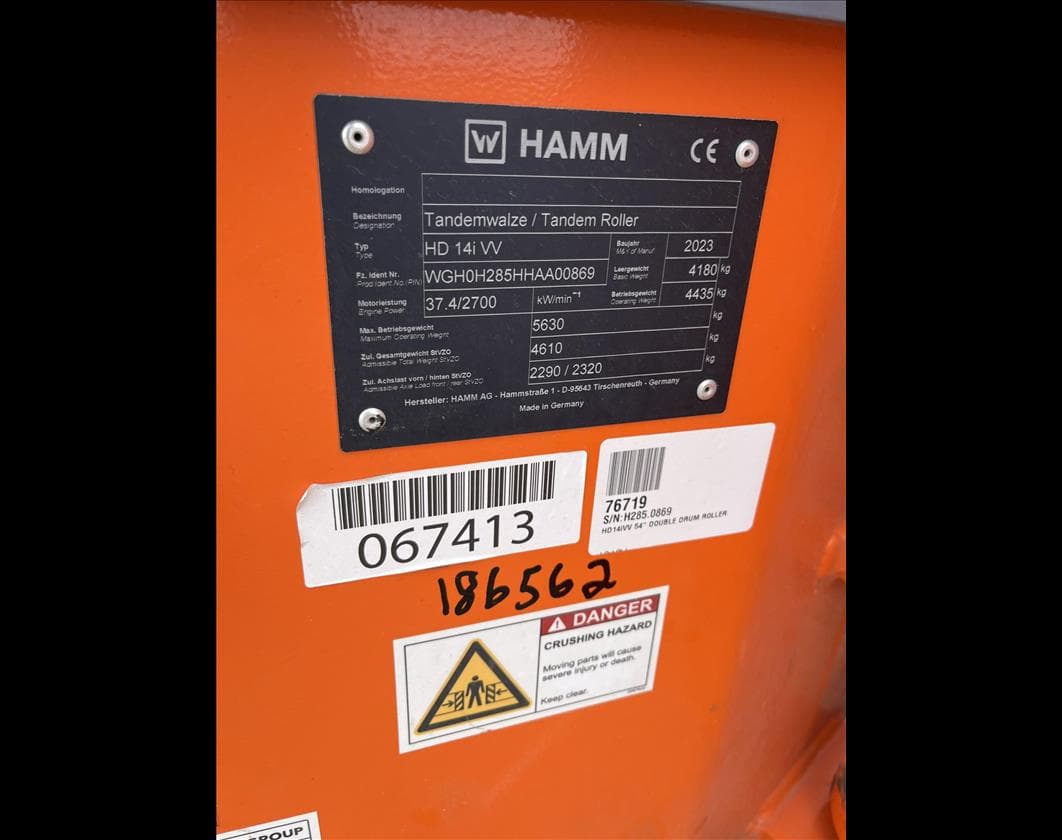 W HAMM CE
Homologation
Bezeichnung Tandemwalze / Tandem Roller
Designation
Typ HD 14i VV Baujahr 2023
Type M&Y of Manuf.
Fz. Ident Nr. WGH0H285HHAA00869 Leergewicht 4180 kg
Prod Ident.No.(PIN) Basic Weight
Motorleistung 37.4/2700 kW/min⁻¹ Betriebsgewicht 4435 kg
Engine Power Operating Weight
Max. Betriebsgewicht 5630 kg
Maximum Operating Weight
Zul. Gesamtgewicht StVZO 4610 kg
Admissible Total Weight StVZO
Zul. Achslast vorn / hinten StVZO 2290 / 2320 kg
Admissible Axle Load front / rear StVZO
Hersteller: HAMM AG - Hammstraße 1 - D-95643 Tirschenreuth - Germany
Made in Germany
067413
76719
S/N:H285.0869
HD14iVV 54" DOUBLE DRUM ROLLER
186562
DANGER
CRUSHING HAZARD
Moving parts will cause
severe injury or death.
Keep clear.
GROUP